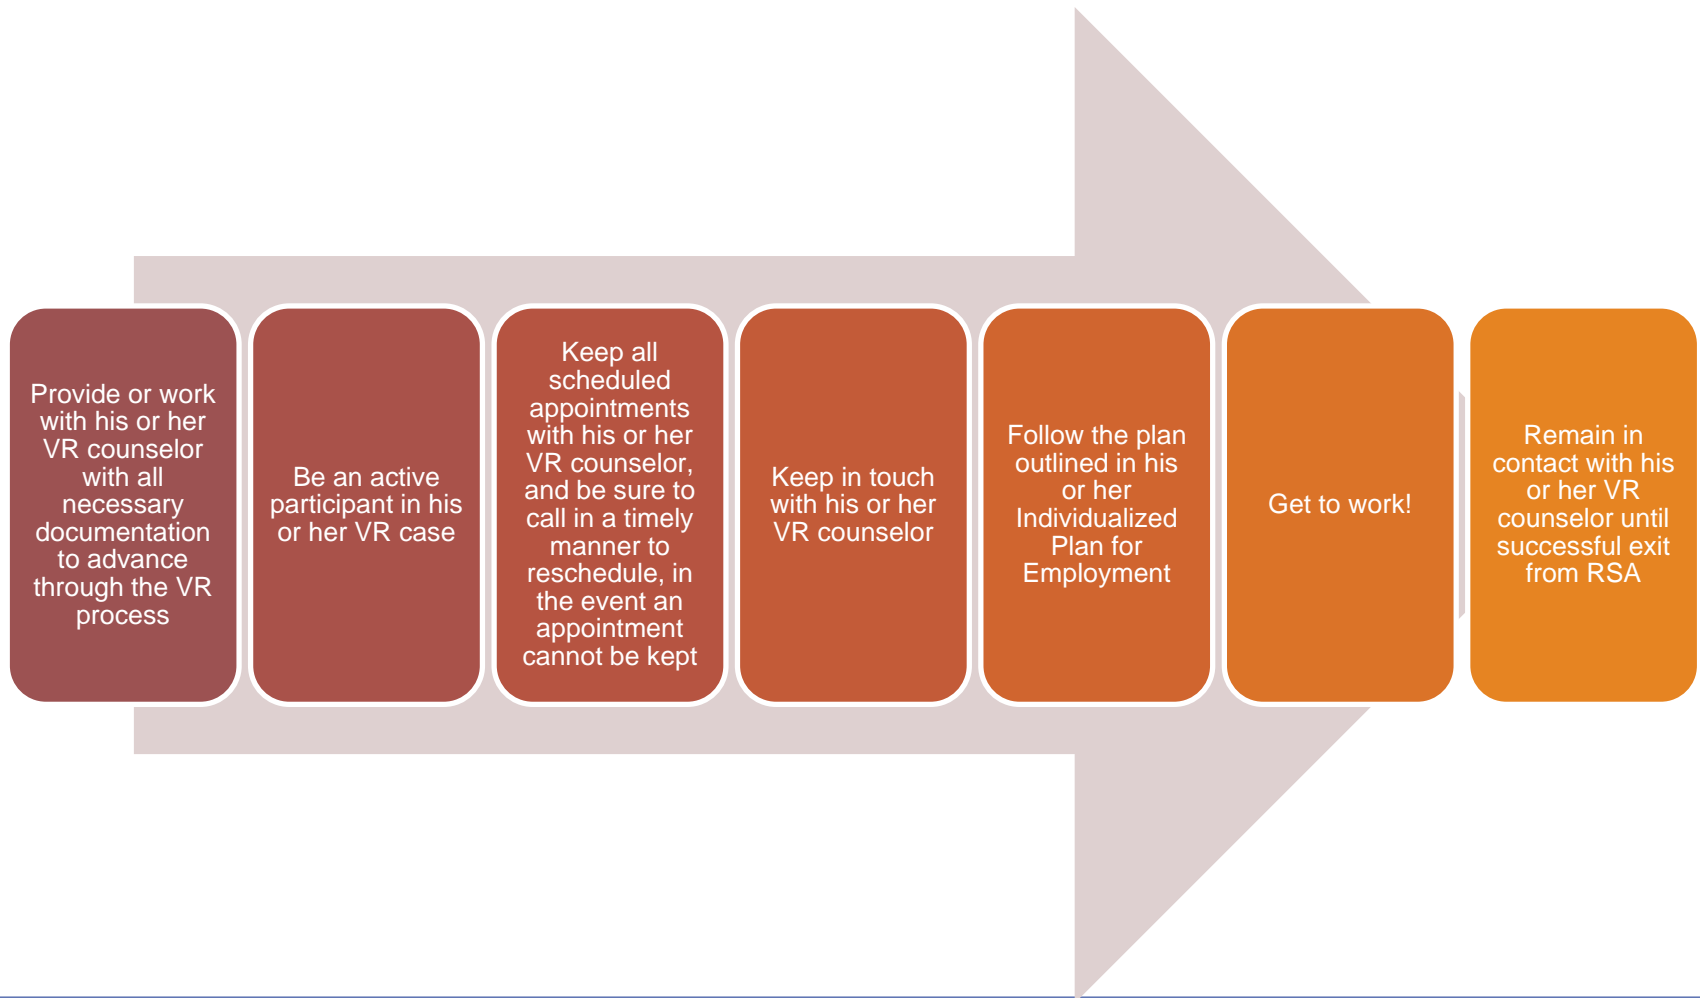 Provide or work
with his or her
VR counselor
with all
necessary
documentation
to advance
through the VR
process
Be an active
participant in his
or her VR case
Keep all
scheduled
appointments
with his or her
VR counselor,
and be sure to
call in a timely
manner to
reschedule, in
the event an
appointment
cannot be kept
Keep in touch
with his or her
VR counselor
Follow the plan
outlined in his
or her
Individualized
Plan for
Employment
Get to work!
Remain in
contact with his
or her VR
counselor until
successful exit
from RSA